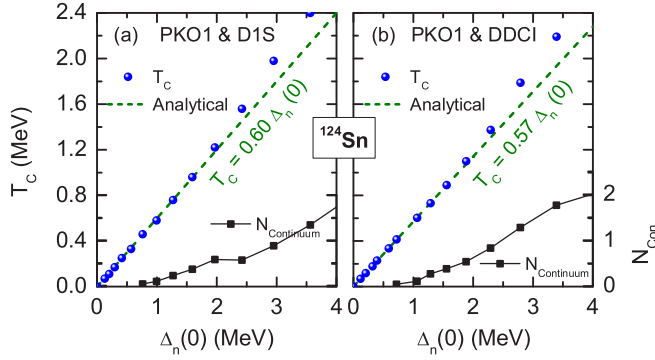 (a) PKO1 & D1S
T_C
Analytical
T_C = 0.60 Δ_n(0)
N_Continuum
2.4
2.0
1.6
1.2
0.8
0.4
0.0
T_C (MeV)
0 1 2 3 4
Δ_n(0) (MeV)
¹²⁴Sn
(b) PKO1 & DDCI
T_C
Analytical
T_C = 0.57 Δ_n(0)
N_Continuum
2
1
0
N_Con
0 1 2 3 4
Δ_n(0) (MeV)